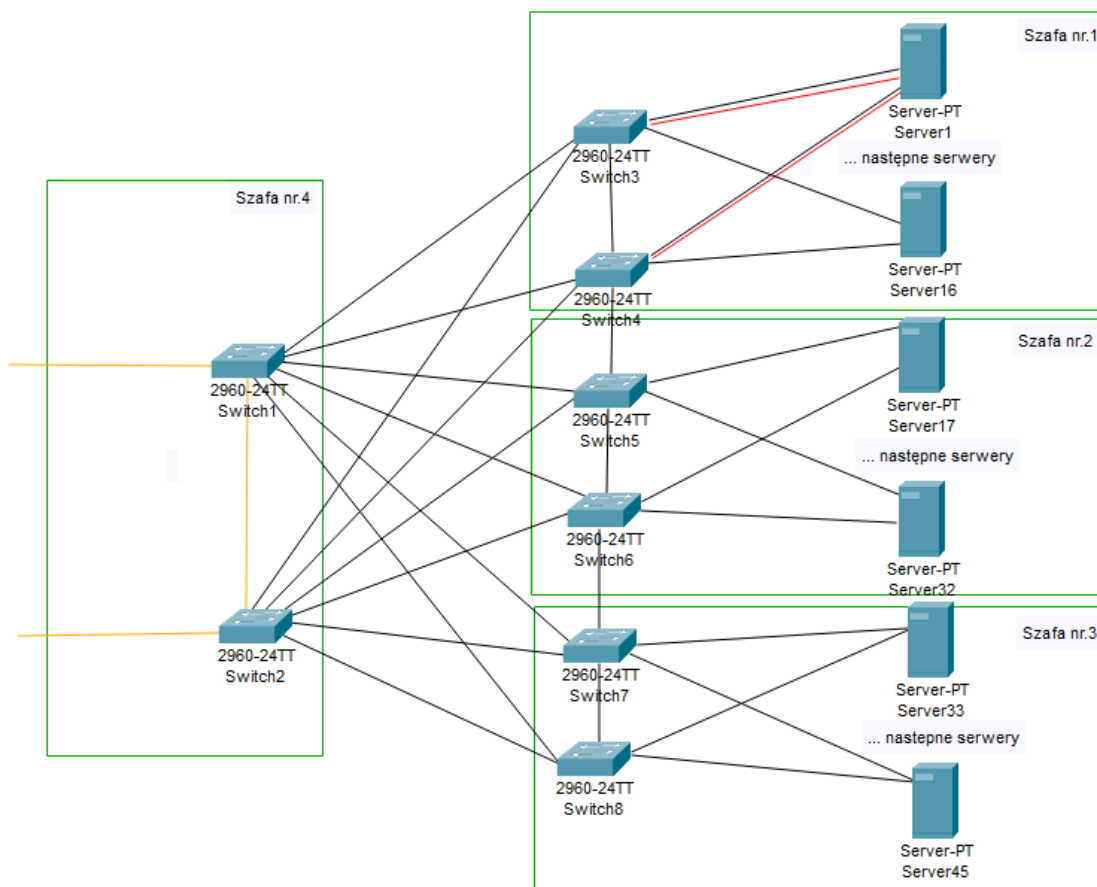 Szafa nr.1
Server-PT
Server1
... następne serwery
2960-24TT
Switch3
Server-PT
Server16
2960-24TT
Switch4
Szafa nr.4
2960-24TT
Switch1
2960-24TT
Switch2
Szafa nr.2
Server-PT
Server17
2960-24TT
Switch5
... następne serwery
2960-24TT
Switch6
Server-PT
Server32
Szafa nr.3
2960-24TT
Switch7
Server-PT
Server33
... nastepne serwery
2960-24TT
Switch8
Server-PT
Server45